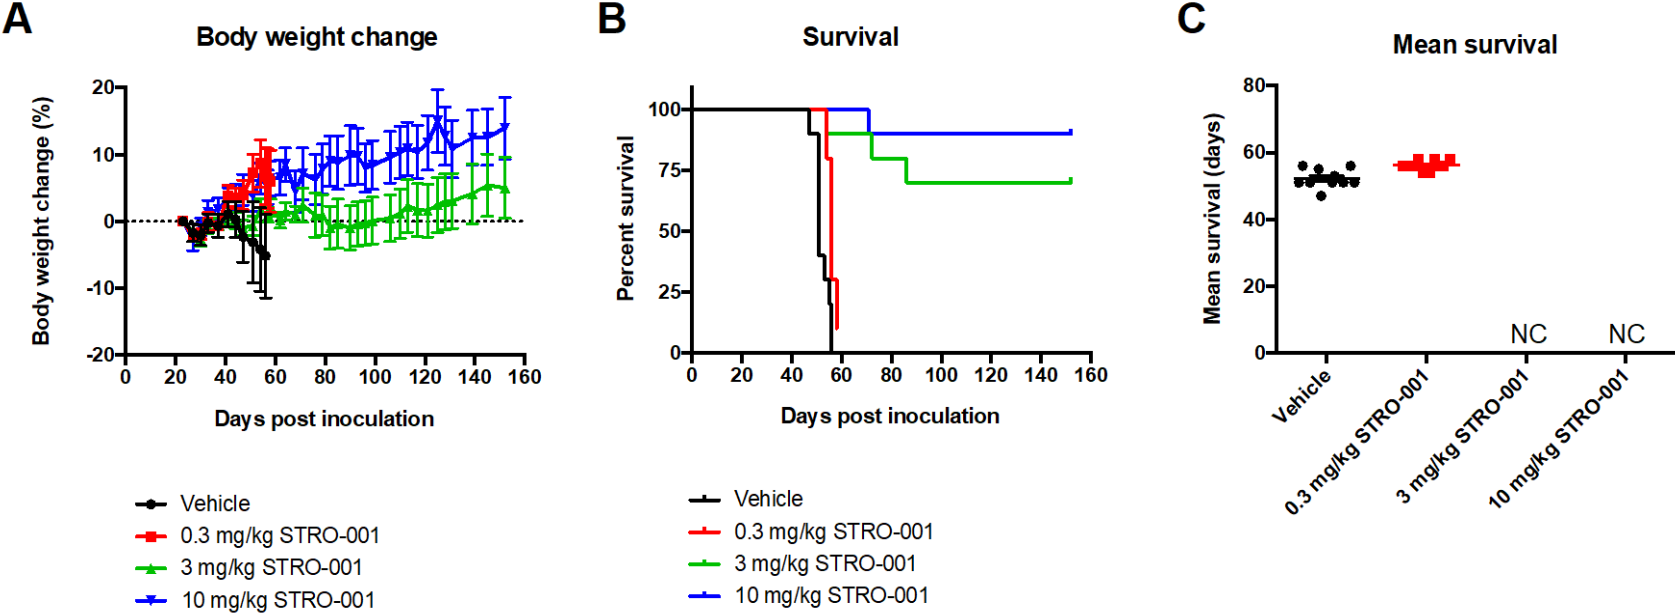 A
Body weight change
Body weight change (%)
20
10
0
-10
-20
0 20 40 60 80 100 120 140 160
Days post inoculation
Vehicle
0.3 mg/kg STRO-001
3 mg/kg STRO-001
10 mg/kg STRO-001
B
Survival
Percent survival
100
75
50
25
0
0 20 40 60 80 100 120 140 160
Days post inoculation
Vehicle
0.3 mg/kg STRO-001
3 mg/kg STRO-001
10 mg/kg STRO-001
C
Mean survival
Mean survival (days)
80
60
40
20
0
NC NC
Vehicle
0.3 mg/kg STRO-001
3 mg/kg STRO-001
10 mg/kg STRO-001